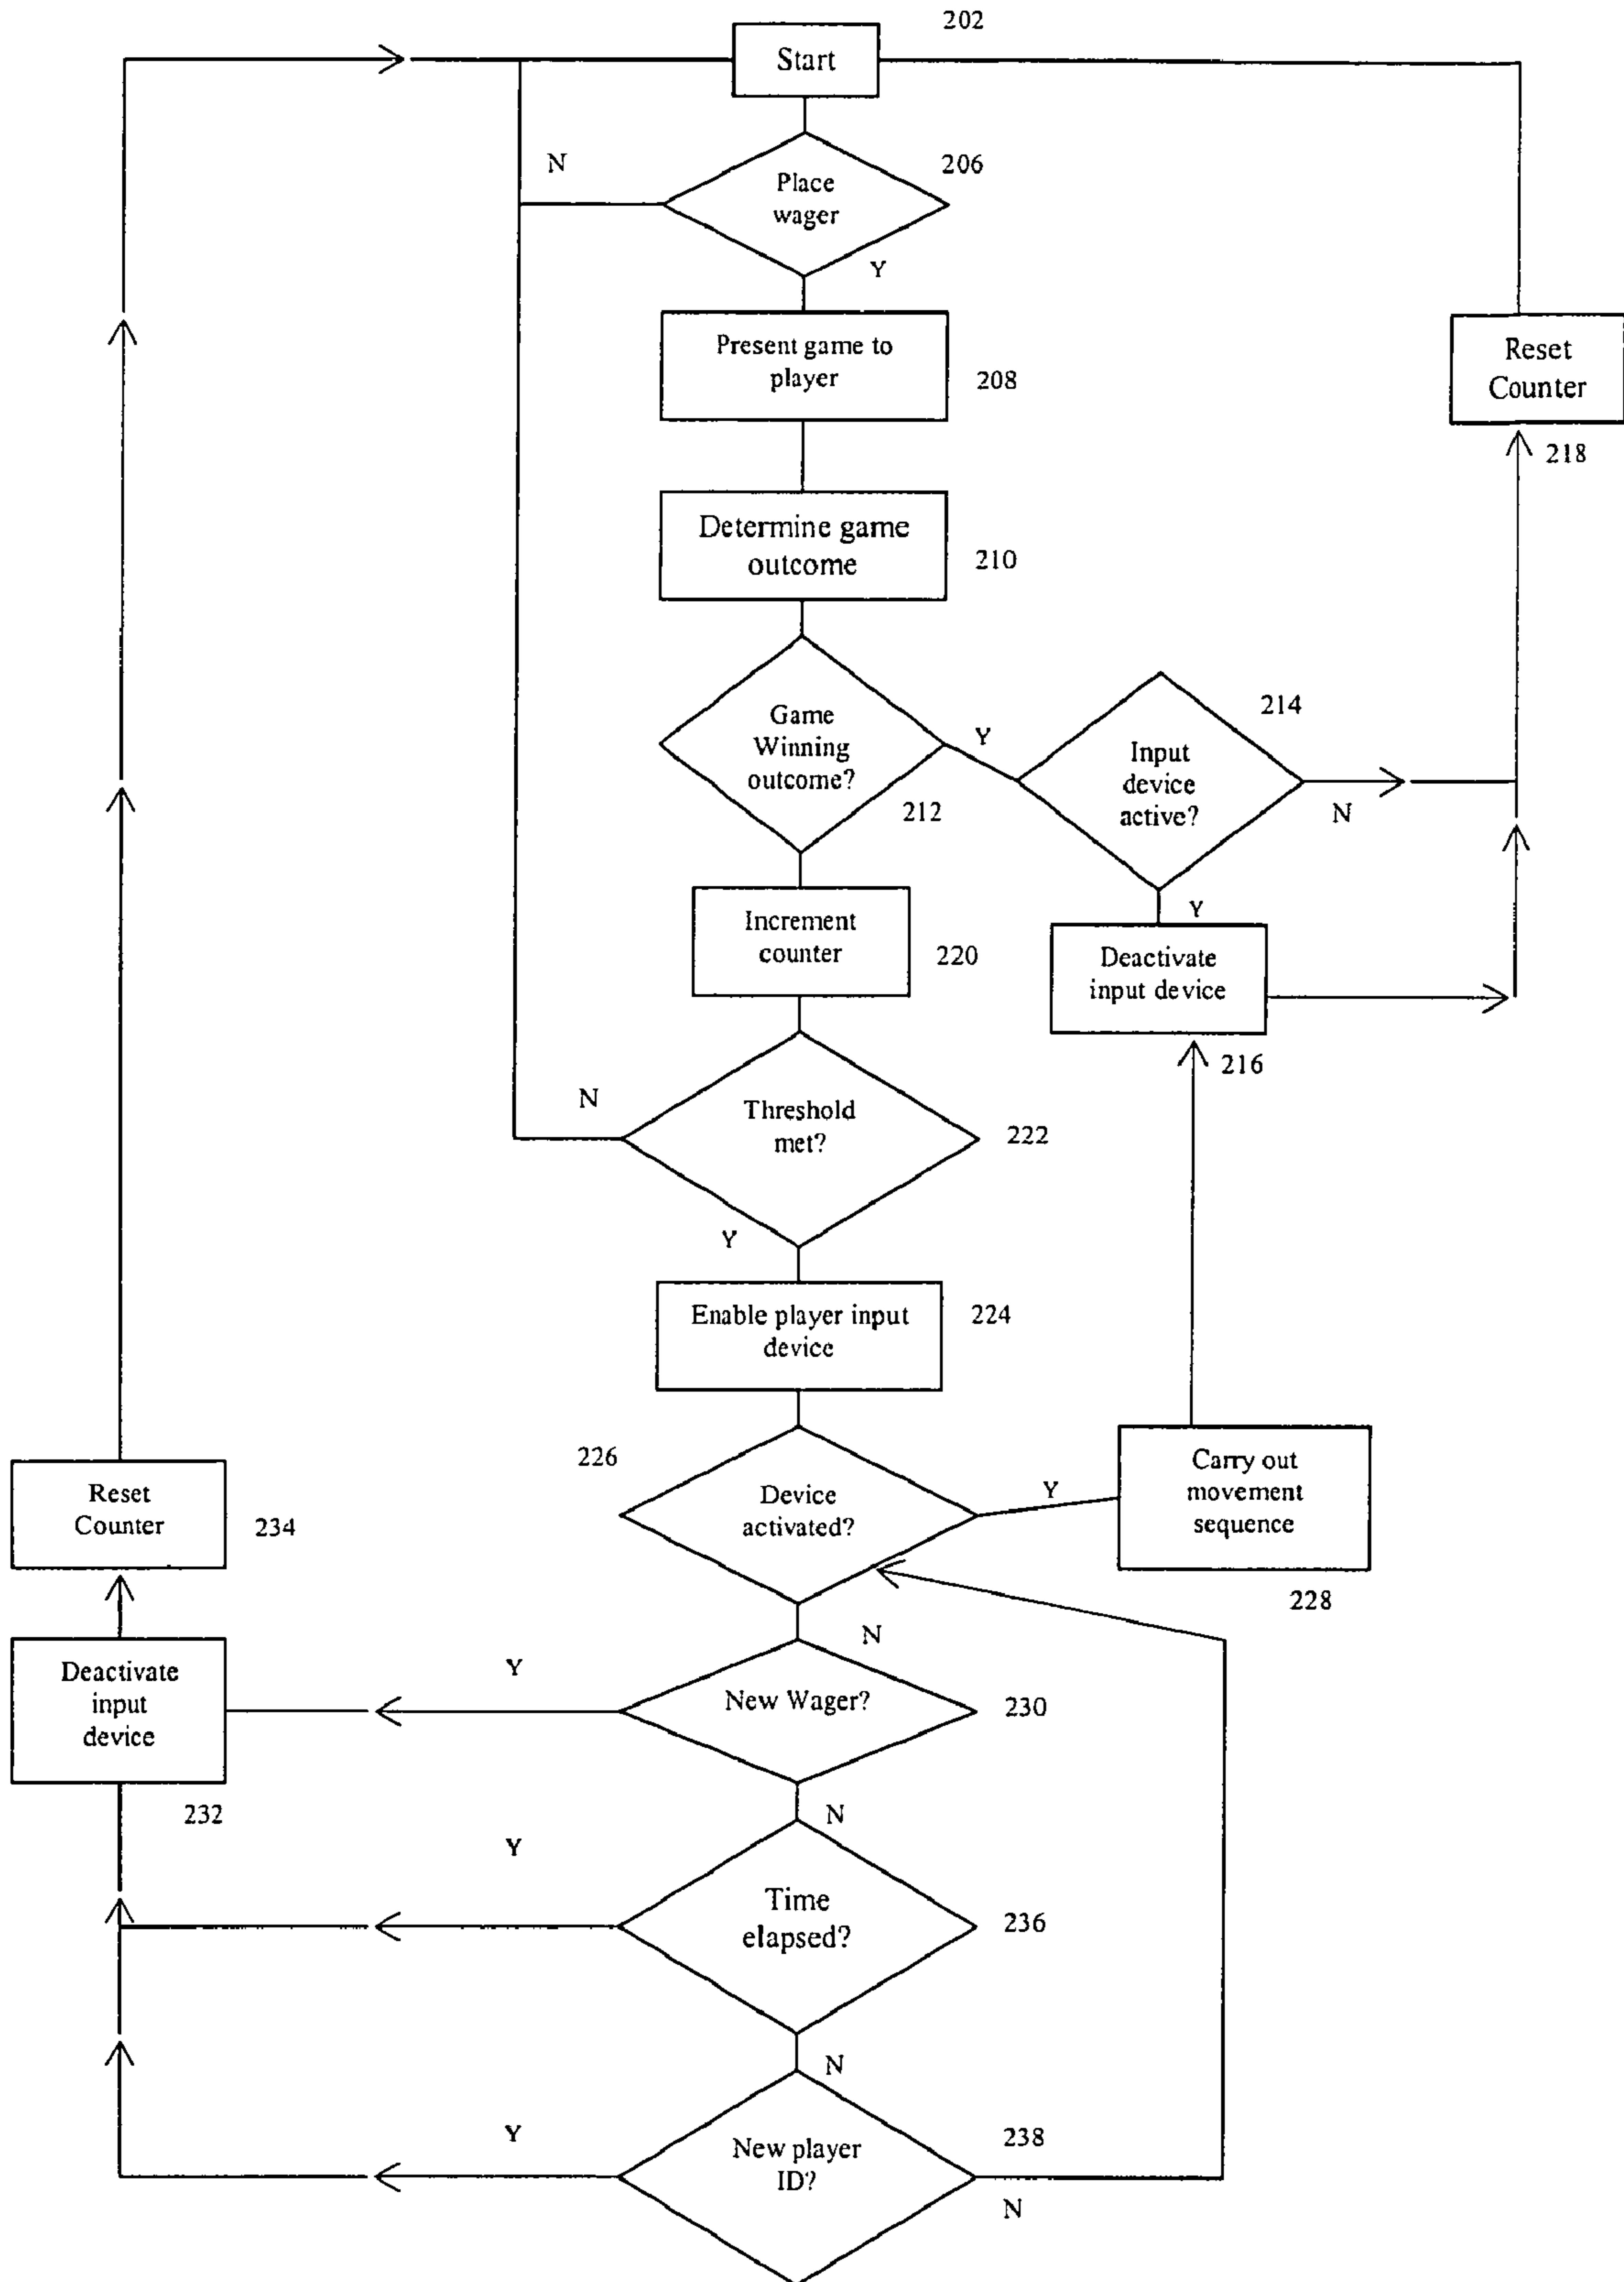 202
Start
N
206
Place
wager
Y
Present game to
player
208
Reset
Counter
218
Determine game
outcome
210
214
Game
Winning
outcome?
Y
212
Input
device
active?
N
Y
Increment
counter
220
Deactivate
input device
216
N
Threshold
met?
222
Y
Enable player input
device
224
226
Device
activated?
Y
Carry out
movement
sequence
228
Reset
Counter
234
N
Deactivate
input
device
232
Y
New Wager?
230
N
Y
Time
elapsed?
236
N
Y
New player
ID?
238
N